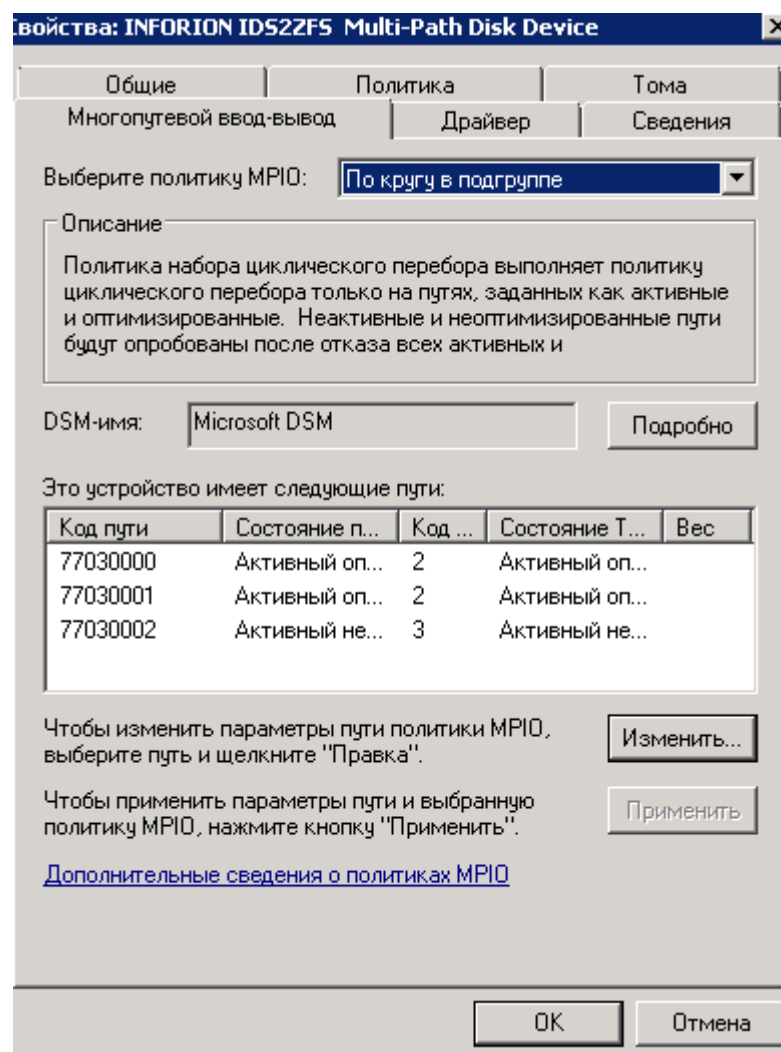 Свойства: INFORION IDS2ZFS Multi-Path Disk Device
Общие Политика Тома
Многопутевой ввод-вывод Драйвер Сведения
Выберите политику MPIO: По кругу в подгруппе
Описание
Политика набора циклического перебора выполняет политику
циклического перебора только на путях, заданных как активные
и оптимизированные. Неактивные и неоптимизированные пути
будут опробованы после отказа всех активных и
DSM-имя: Microsoft DSM Подробно
Это устройство имеет следующие пути:
Код пути Состояние п... Код ... Состояние Т... Вес
77030000 Активный оп... 2 Активный оп...
77030001 Активный оп... 2 Активный оп...
77030002 Активный не... 3 Активный не...
Чтобы изменить параметры пути политики MPIO,
выберите путь и щелкните "Правка".
Изменить...
Чтобы применить параметры пути и выбранную
политику MPIO, нажмите кнопку "Применить".
Применить
Дополнительные сведения о политиках MPIO
OK Отмена